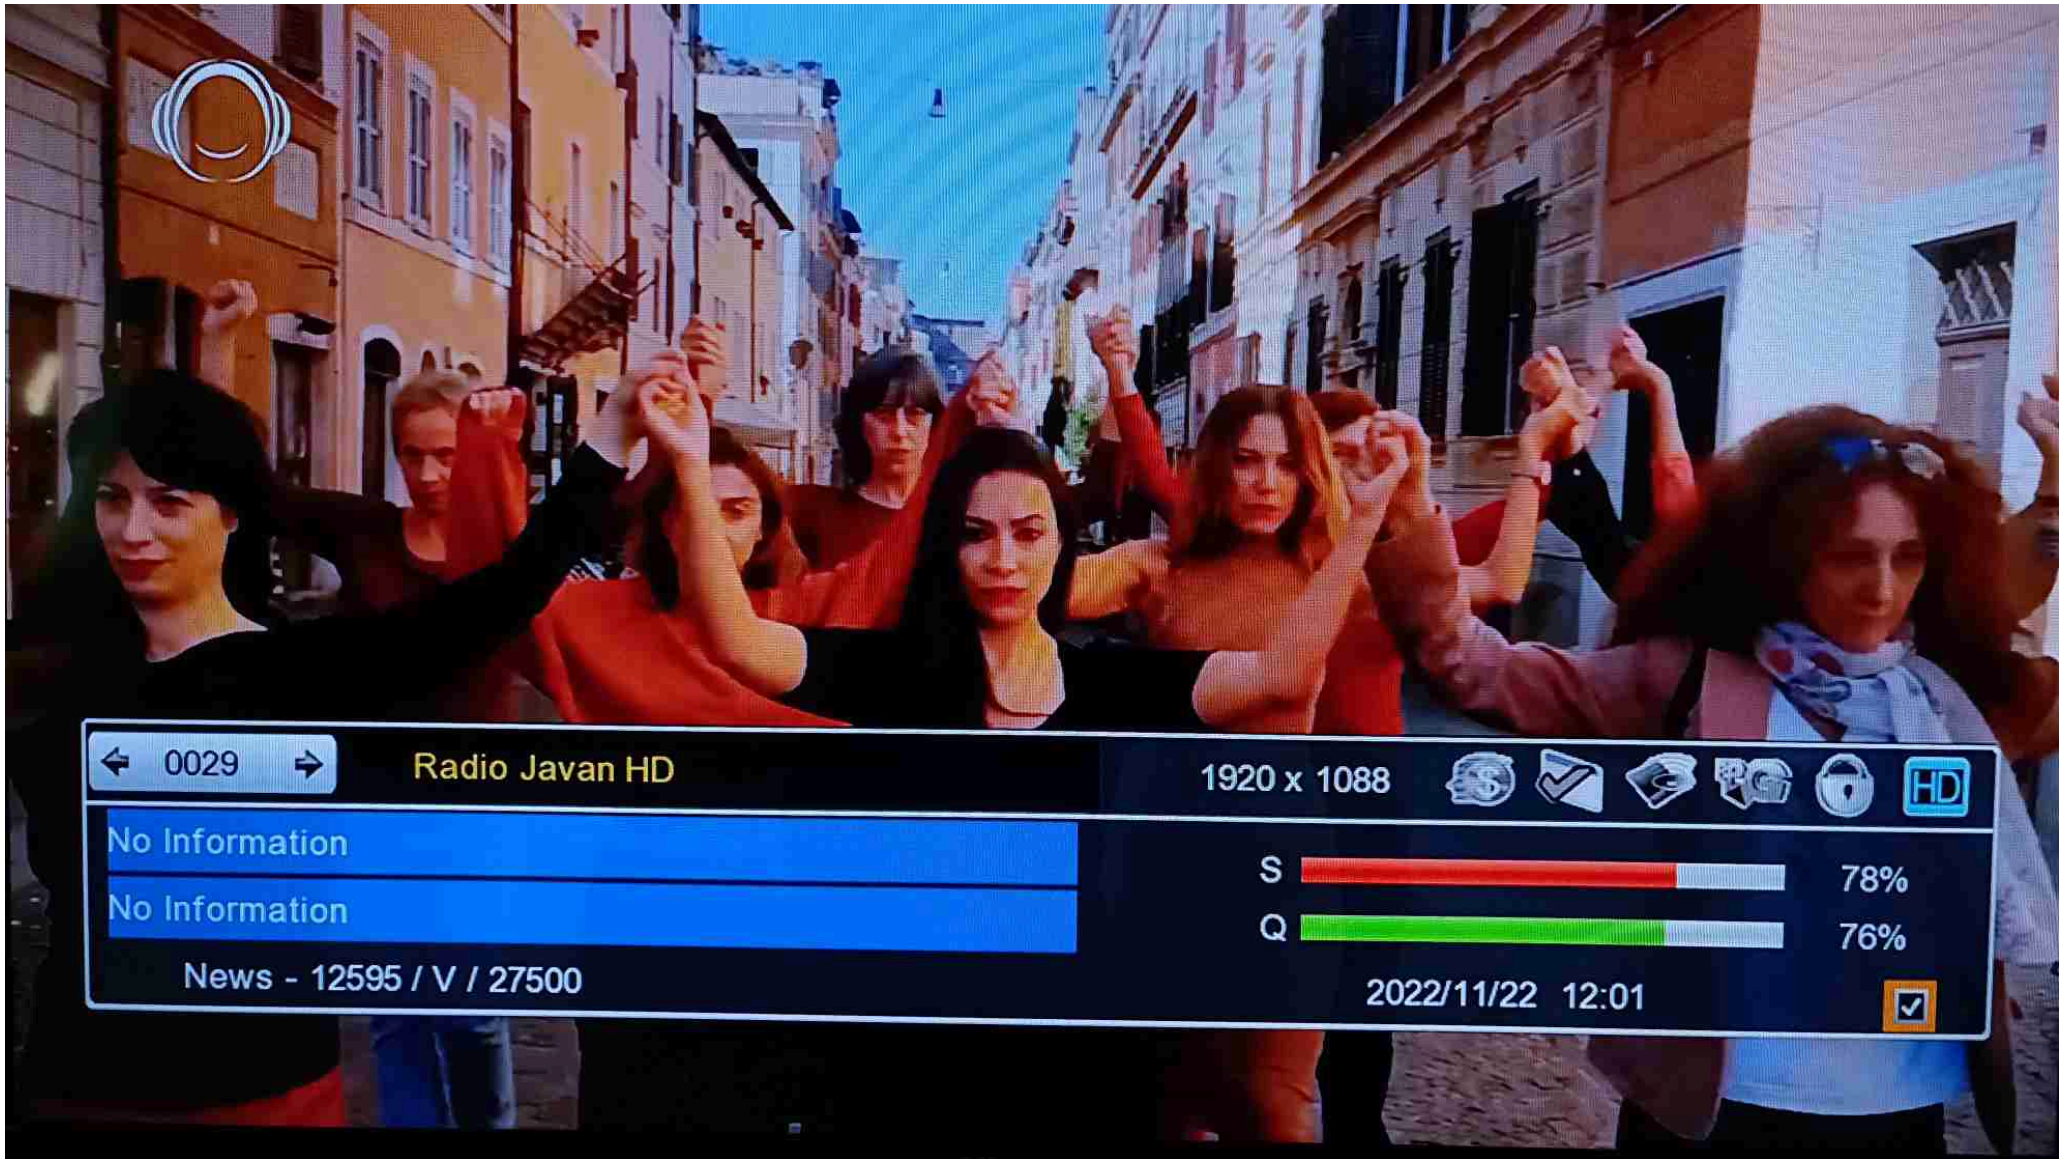 0029
Radio Javan HD
1920 x 1088
HD
No Information
No Information
S 78%
Q 76%
News - 12595 / V / 27500
2022/11/22 12:01